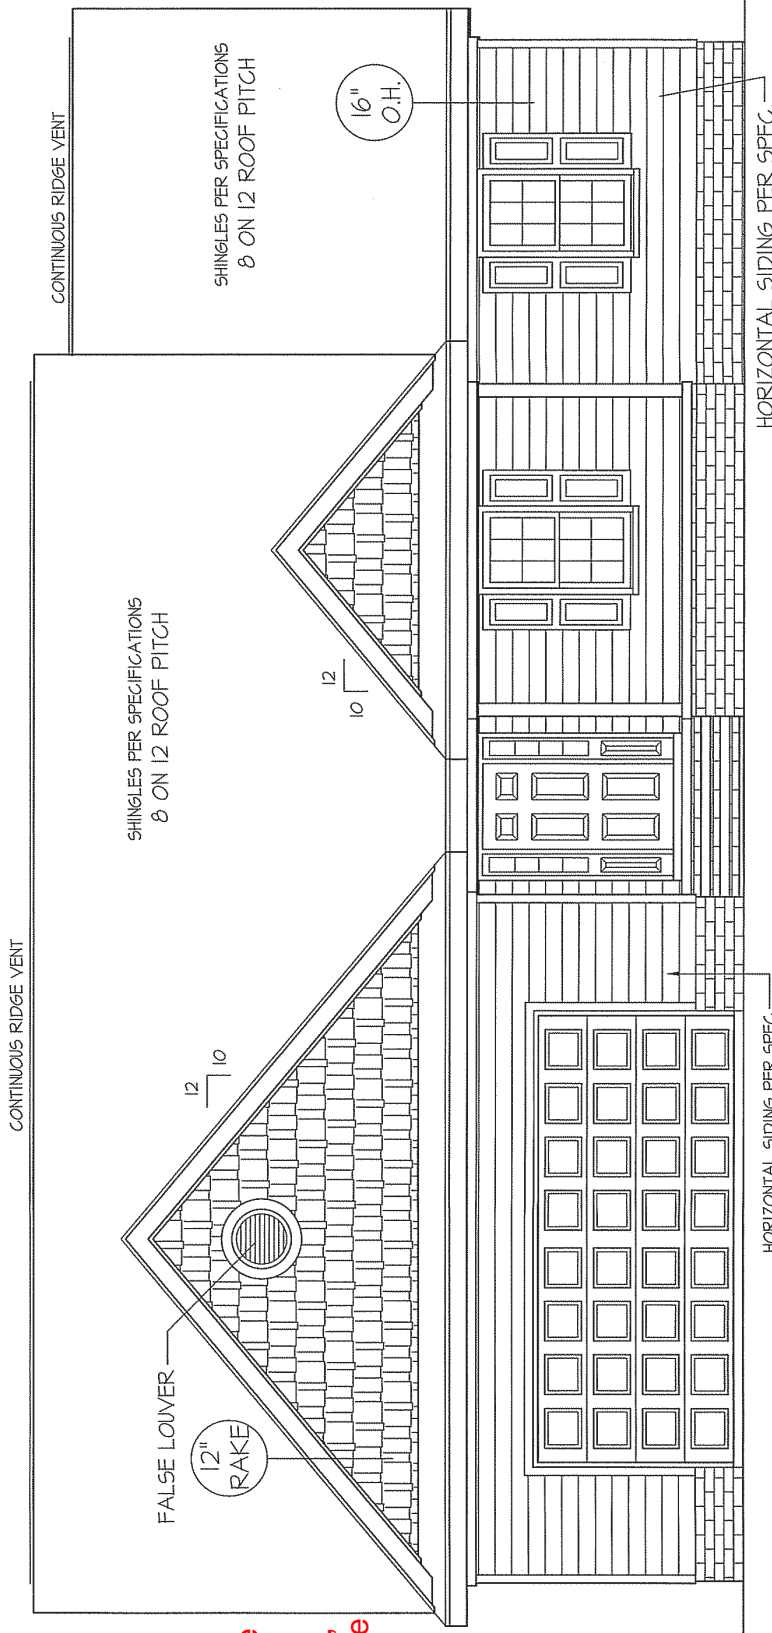 CONTINUOUS RIDGE VENT
CONTINUOUS RIDGE VENT
SHINGLES PER SPECIFICATIONS
8 ON 12 ROOF PITCH
SHINGLES PER SPECIFICATIONS
8 ON 12 ROOF PITCH
FALSE LOUVER
12"
RAKE
12
10
12
10
16"
O.H.
HORIZONTAL SIDING PER SPEC.
HORIZONTAL SIDING PER SPEC.